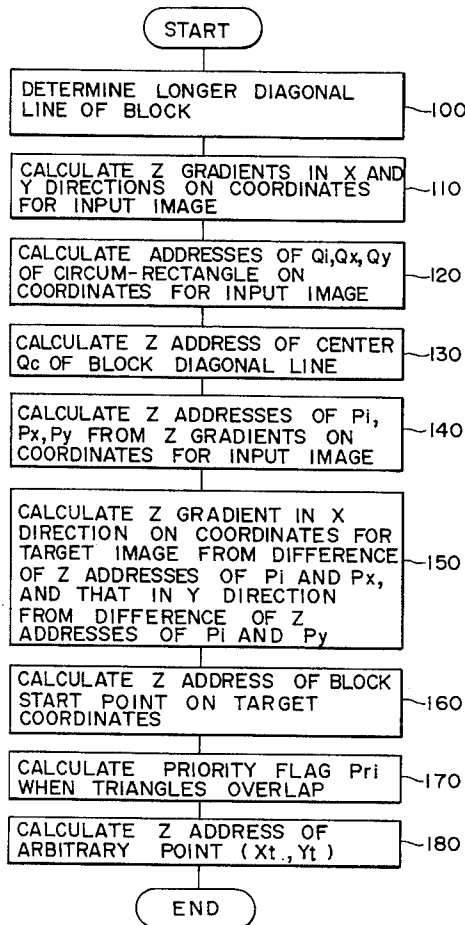 START
DETERMINE LONGER DIAGONAL
LINE OF BLOCK
100
CALCULATE Z GRADIENTS IN X AND
Y DIRECTIONS ON COORDINATES
FOR INPUT IMAGE
110
CALCULATE ADDRESSES OF Qi, Qx, Qy
OF CIRCUM-RECTANGLE ON
COORDINATES FOR INPUT IMAGE
120
CALCULATE Z ADDRESS OF CENTER
Qc OF BLOCK DIAGONAL LINE
130
CALCULATE Z ADDRESSES OF Pi,
Px, Py FROM Z GRADIENTS ON
COORDINATES FOR INPUT IMAGE
140
CALCULATE Z GRADIENT IN X
DIRECTION ON COORDINATES FOR
TARGET IMAGE FROM DIFFERENCE
OF Z ADDRESSES OF Pi AND Px,
AND THAT IN Y DIRECTION
FROM DIFFERENCE OF Z
ADDRESSES OF Pi AND Py
150
CALCULATE Z ADDRESS OF BLOCK
START POINT ON TARGET
COORDINATES
160
CALCULATE PRIORITY FLAG Pri
WHEN TRIANGLES OVERLAP
170
CALCULATE Z ADDRESS OF
ARBITRARY POINT (Xt., Yt)
180
END